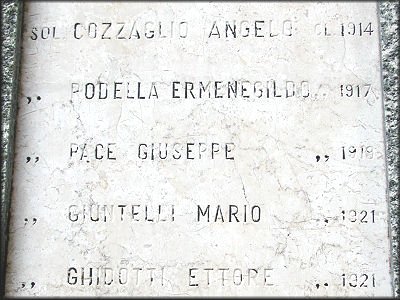 SOL COZZAGLIO ANGELO CL 1914
,, PODELLA ERMENEGILDO ,, 1917
,, PACE GIUSEPPE ,, 1919
,, GIUNTELLI MARIO ,, 1921
,, GHIDOTTI ETTORE ,, 1921